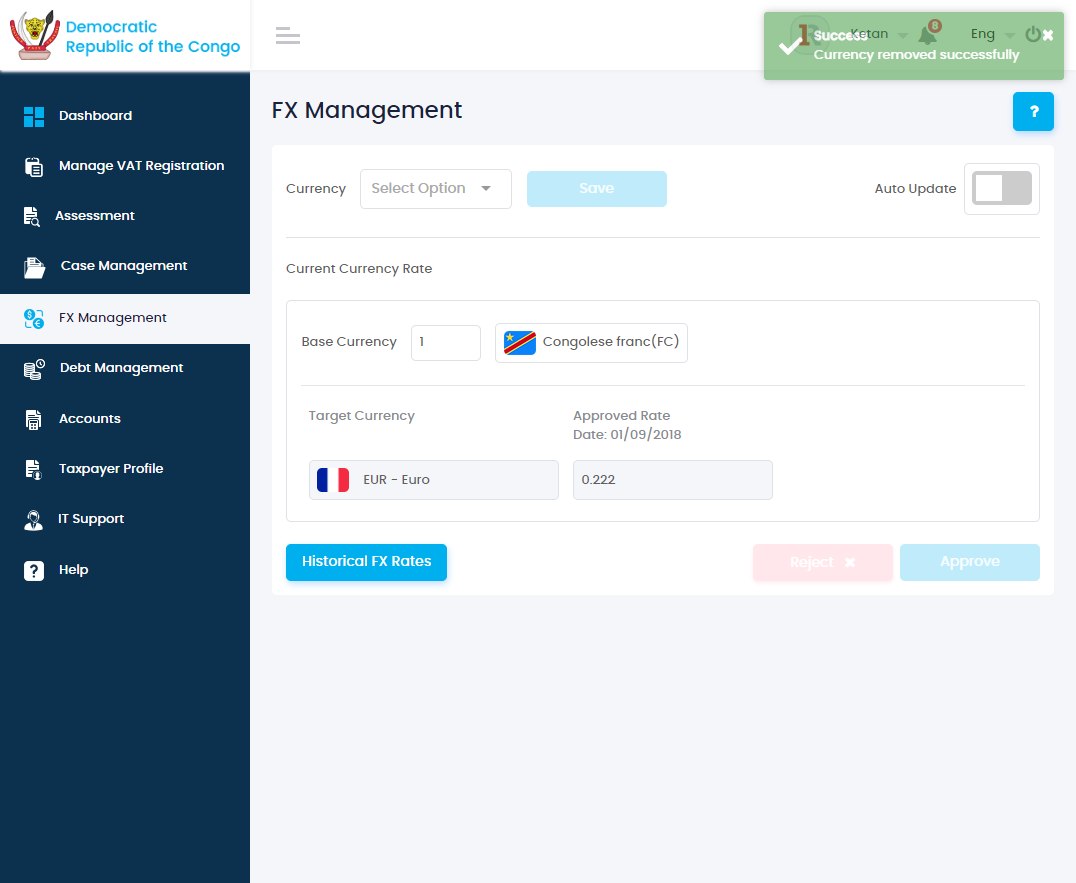 Democratic
Republic of the Congo
Success
Ketan
8
Eng
Currency removed successfully
Dashboard
Manage VAT Registration
Assessment
Case Management
FX Management
Debt Management
Accounts
Taxpayer Profile
IT Support
Help
FX Management
?
Currency
Select Option
Save
Auto Update
Current Currency Rate
Base Currency
1
Congolese franc(FC)
Target Currency
Approved Rate
Date: 01/09/2018
EUR - Euro
0.222
Historical FX Rates
Reject
Approve